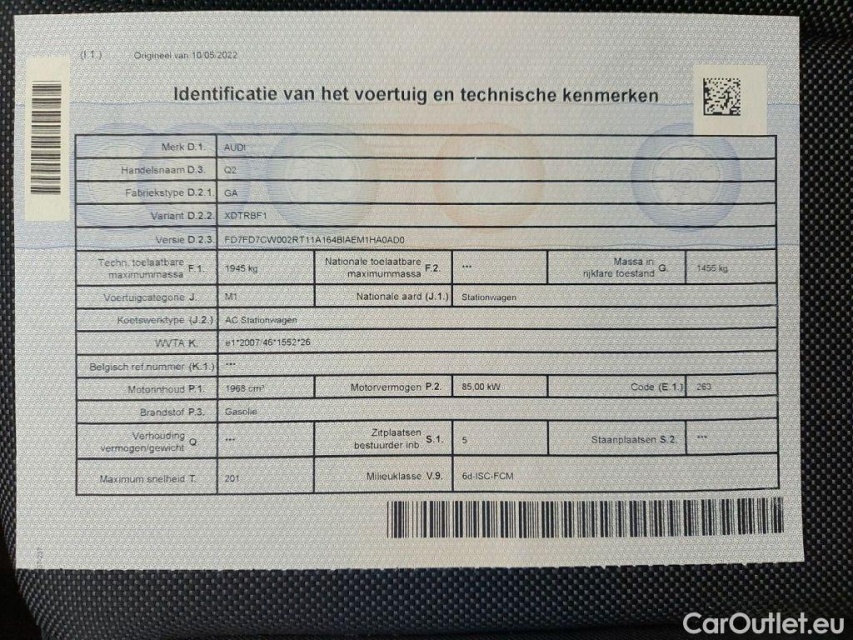 (I.1.) Origineel van 10/05/2022
Identificatie van het voertuig en technische kenmerken
Merk D.1. AUDI
Handelsnaam D.3. Q2
Fabriekstype D.2.1. GA
Variant D.2.2. XDTRBF1
Versie D.2.3. FD7FD7CW002RT11A164BIAEM1HA0AD0
Techn. toelaatbare maximummassa F.1. 1945 kg Nationale toelaatbare maximummassa F.2. *** Massa in rijklare toestand G. 1455 kg
Voertuigcategorie J. M1 Nationale aard (J.1.) Stationwagen
Koetswerktype (J.2.) AC Stationwagen
WVTA K. e1*2007/46*1552*26
Belgisch ref.nummer (K.1.) ***
Motorinhoud P.1. 1968 cm³ Motorvermogen P.2. 85,00 kW Code (E.1.) 263
Brandstof P.3. Gasolie
Verhouding vermogen/gewicht Q *** Zitplaatsen bestuurder inb S.1. 5 Staanplaatsen S.2. ***
Maximum snelheid T. 201 Milieuklasse V.9. 6d-ISC-FCM
CarOutlet.eu